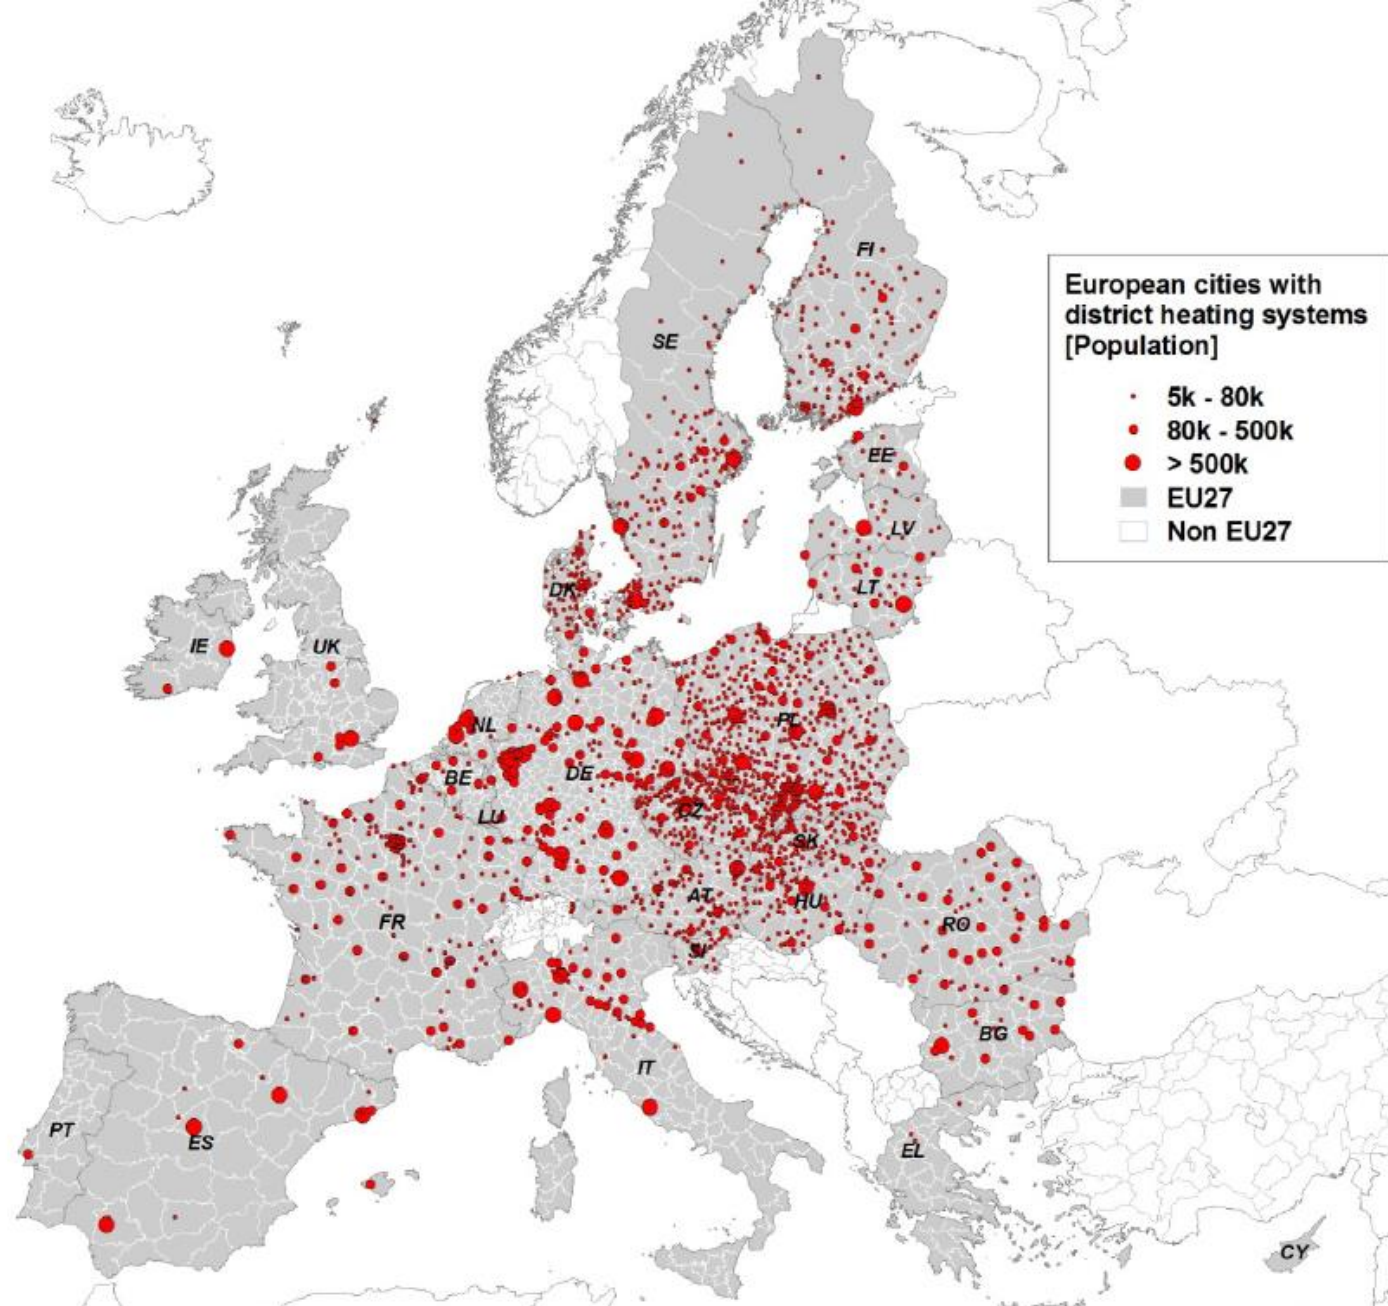 FI
European cities with
district heating systems
[Population]
SE
5k - 80k
80k - 500k
> 500k
EU27
Non EU27
EE
LV
LT
DK
IE
UK
NL
PL
BE
DE
LU
CZ
SK
AT
HU
FR
RO
SI
BG
IT
PT
ES
EL
CY